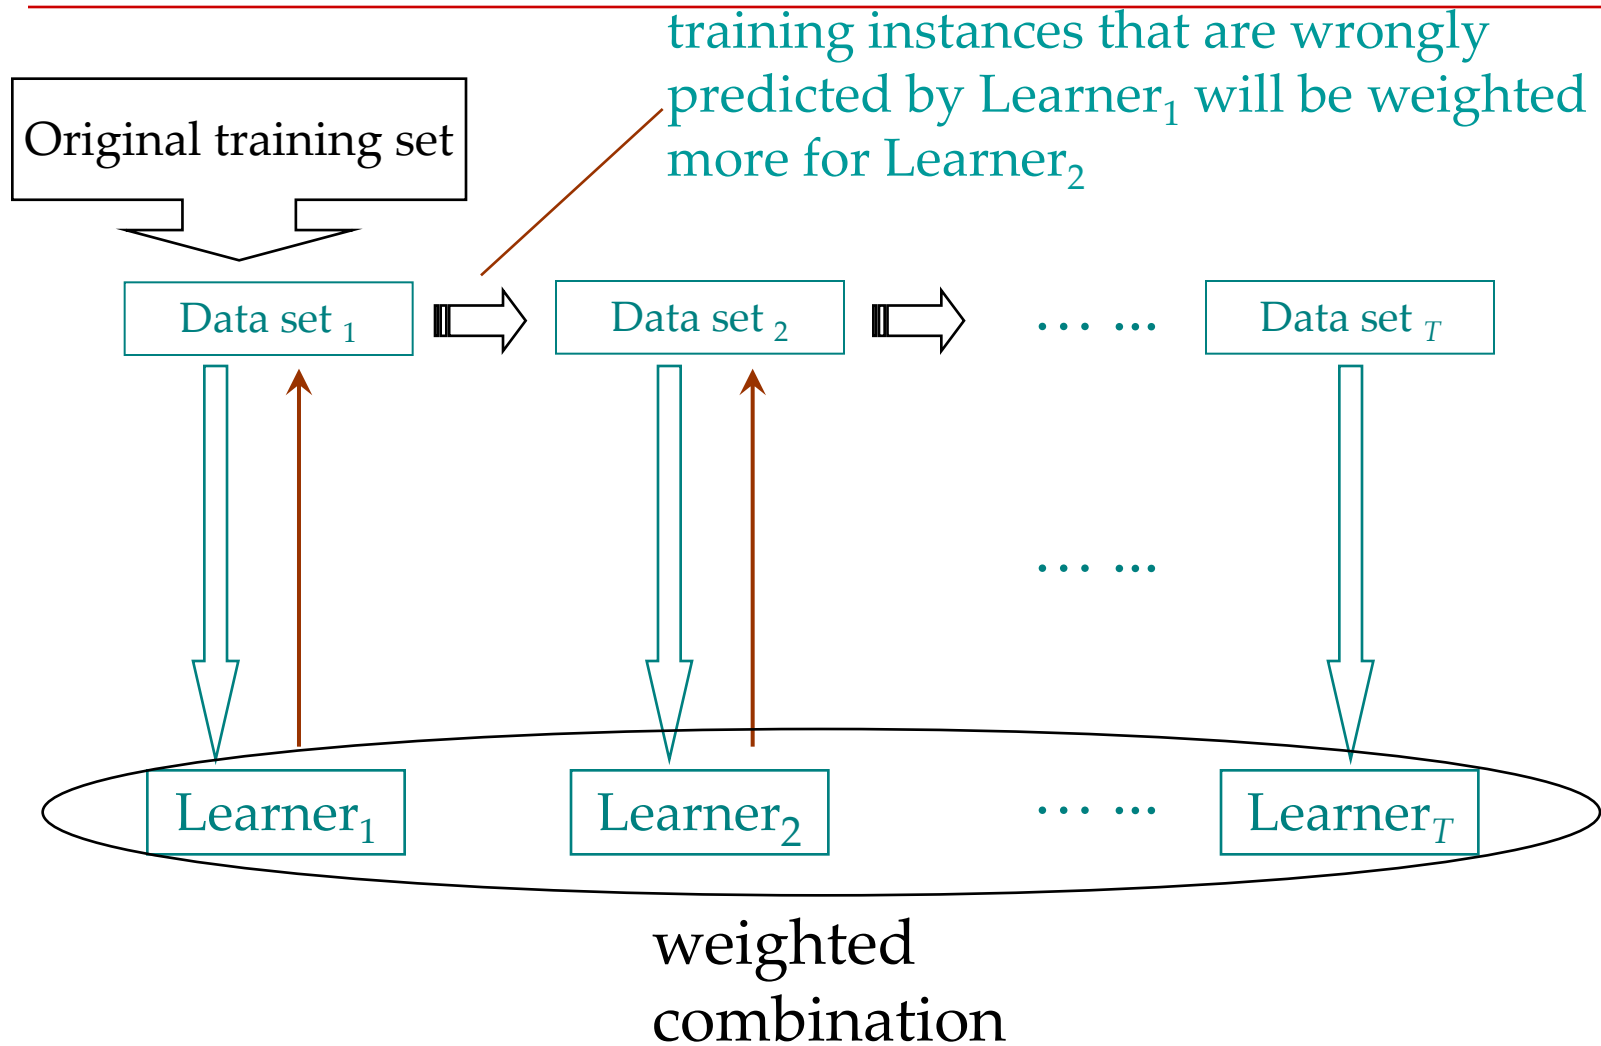 training instances that are wrongly
predicted by Learner₁ will be weighted
more for Learner₂
Original training set
Data set ₁
Data set ₂
… ...
Data set T
… ...
Learner₁
Learner₂
… ...
LearnerT
weighted
combination